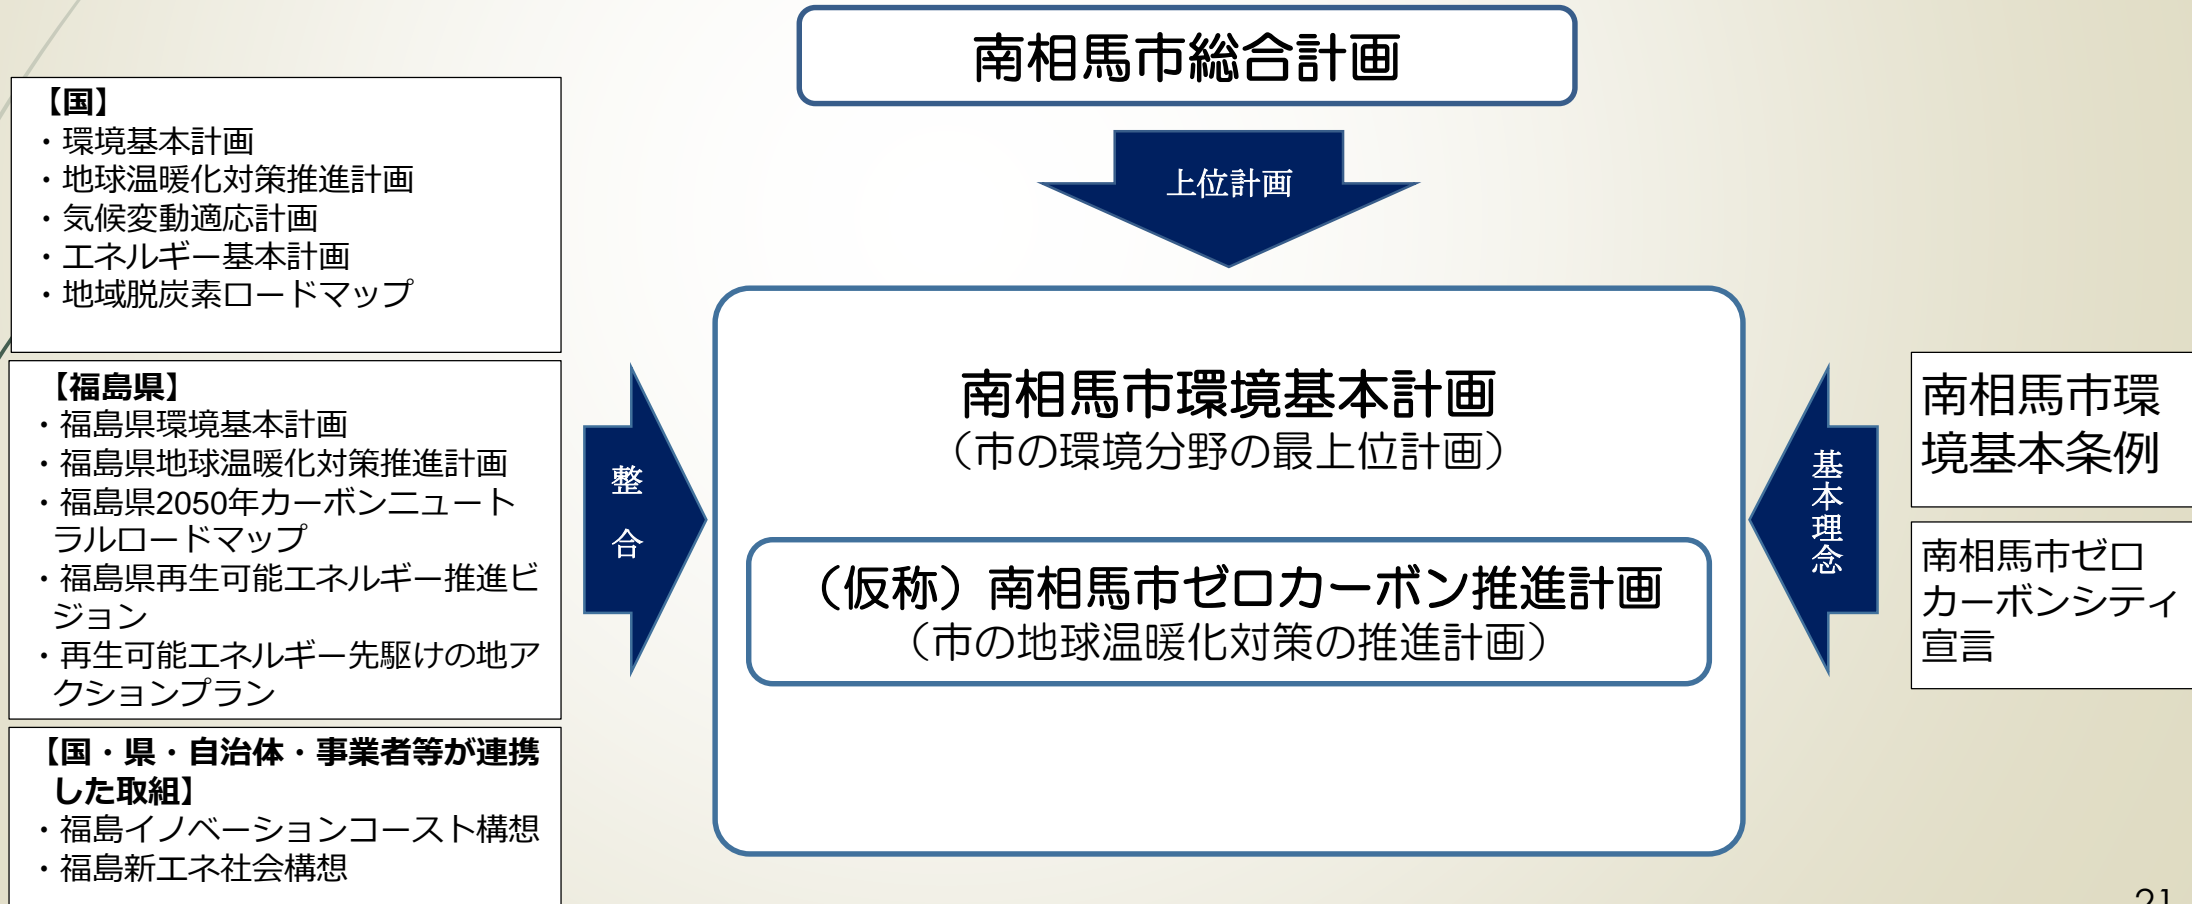 南相馬市総合計画
上位計画
【国】
・環境基本計画
・地球温暖化対策推進計画
・気候変動適応計画
・エネルギー基本計画
・地域脱炭素ロードマップ
【福島県】
・福島県環境基本計画
・福島県地球温暖化対策推進計画
・福島県2050年カーボンニュート
ラルロードマップ
・福島県再生可能エネルギー推進ビ
ジョン
・再生可能エネルギー先駆けの地ア
クションプラン
【国・県・自治体・事業者等が連携
した取組】
・福島イノベーションコースト構想
・福島新エネ社会構想
整合
南相馬市環境基本計画
（市の環境分野の最上位計画）
（仮称）南相馬市ゼロカーボン推進計画
（市の地球温暖化対策の推進計画）
基本理念
南相馬市環
境基本条例
南相馬市ゼロ
カーボンシティ
宣言
21